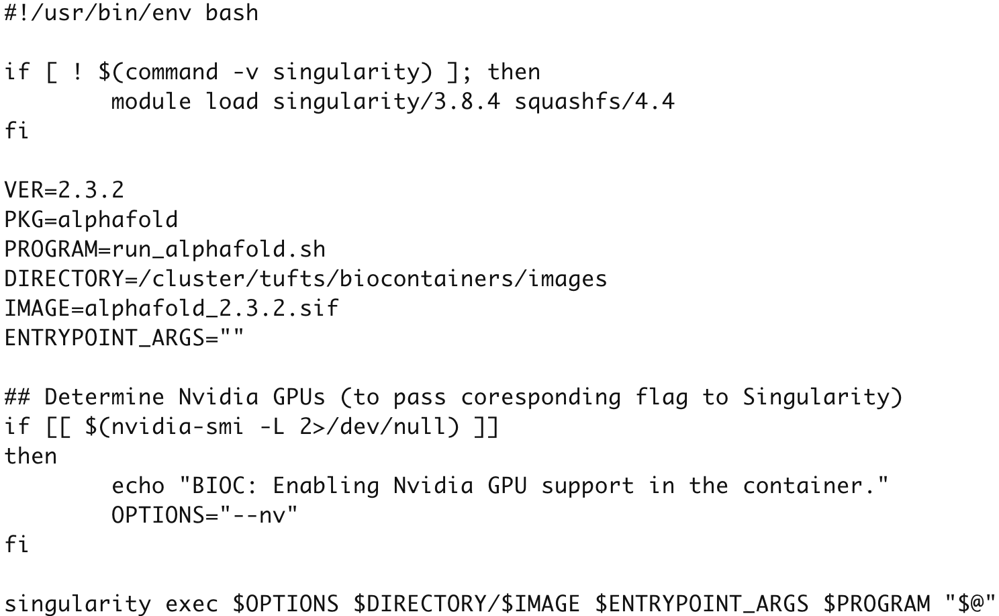 #!/usr/bin/env bash

if [ ! $(command -v singularity) ]; then
        module load singularity/3.8.4 squashfs/4.4
fi

VER=2.3.2
PKG=alphafold
PROGRAM=run_alphafold.sh
DIRECTORY=/cluster/tufts/biocontainers/images
IMAGE=alphafold_2.3.2.sif
ENTRYPOINT_ARGS=""

## Determine Nvidia GPUs (to pass coresponding flag to Singularity)
if [[ $(nvidia-smi -L 2>/dev/null) ]]
then
        echo "BIOC: Enabling Nvidia GPU support in the container."
        OPTIONS="--nv"
fi

singularity exec $OPTIONS $DIRECTORY/$IMAGE $ENTRYPOINT_ARGS $PROGRAM "$@"